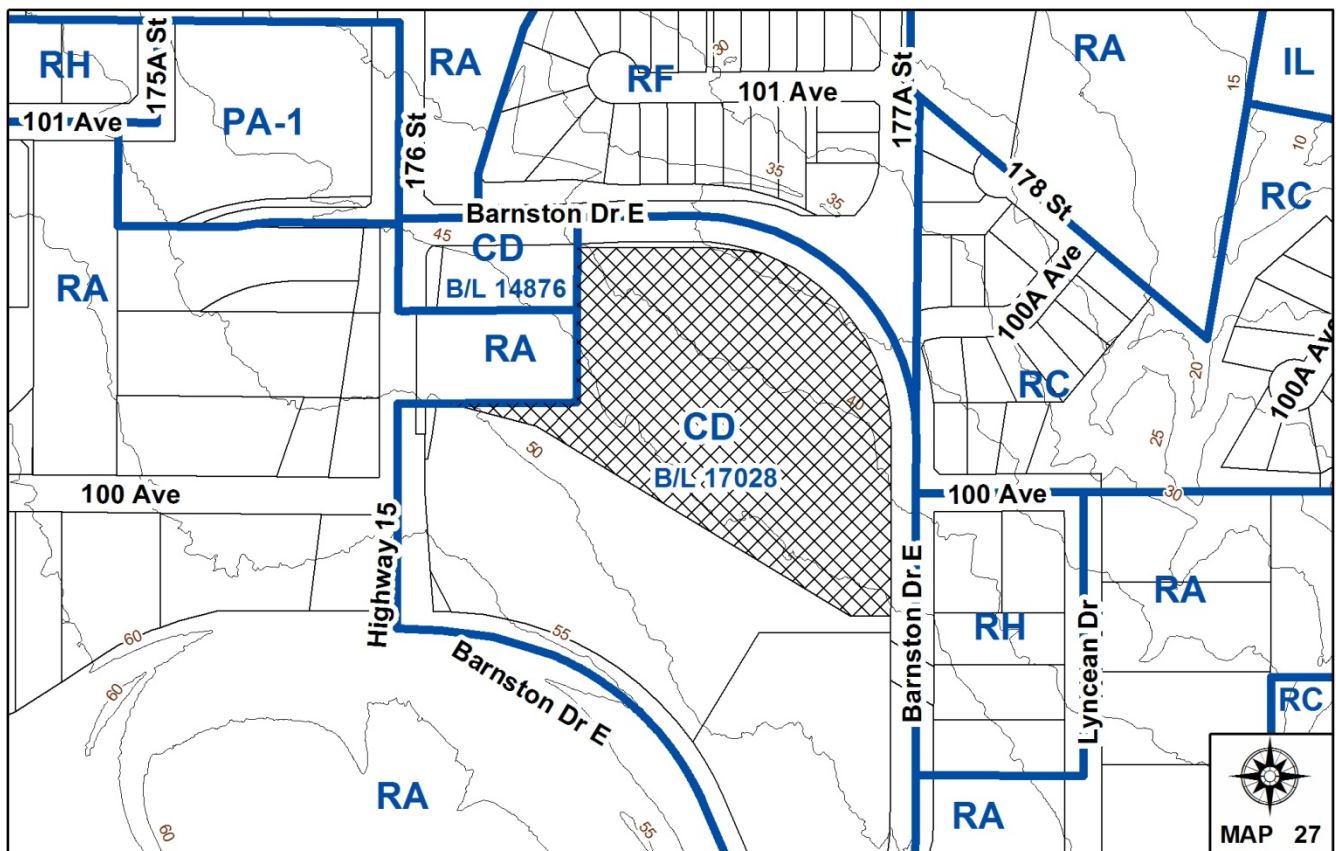 RH
175A St
RA
30
RF
177A St
RA
15
IL
101 Ave
PA-1
176 St
101 Ave
10
35
178 St
RC
35
Barnston Dr E
45
CD
B/L 14876
RA
100A Ave
RA
20
RC
100A Ave
40
CD
50
B/L 17028
25
100 Ave
100 Ave
30
Highway 15
Barnston Dr E
Lyncean Dr
RA
RH
60
55
Barnston Dr E
60
RC
RA
RA
60
55
MAP 27